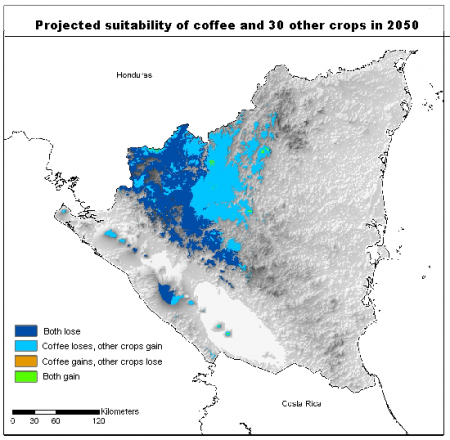 Projected suitability of coffee and 30 other crops in 2050
Honduras
Both lose
Coffee loses, other crops gain
Coffee gains, other crops lose
Both gain
Kilometers
0 30 60 120
Costa Rica